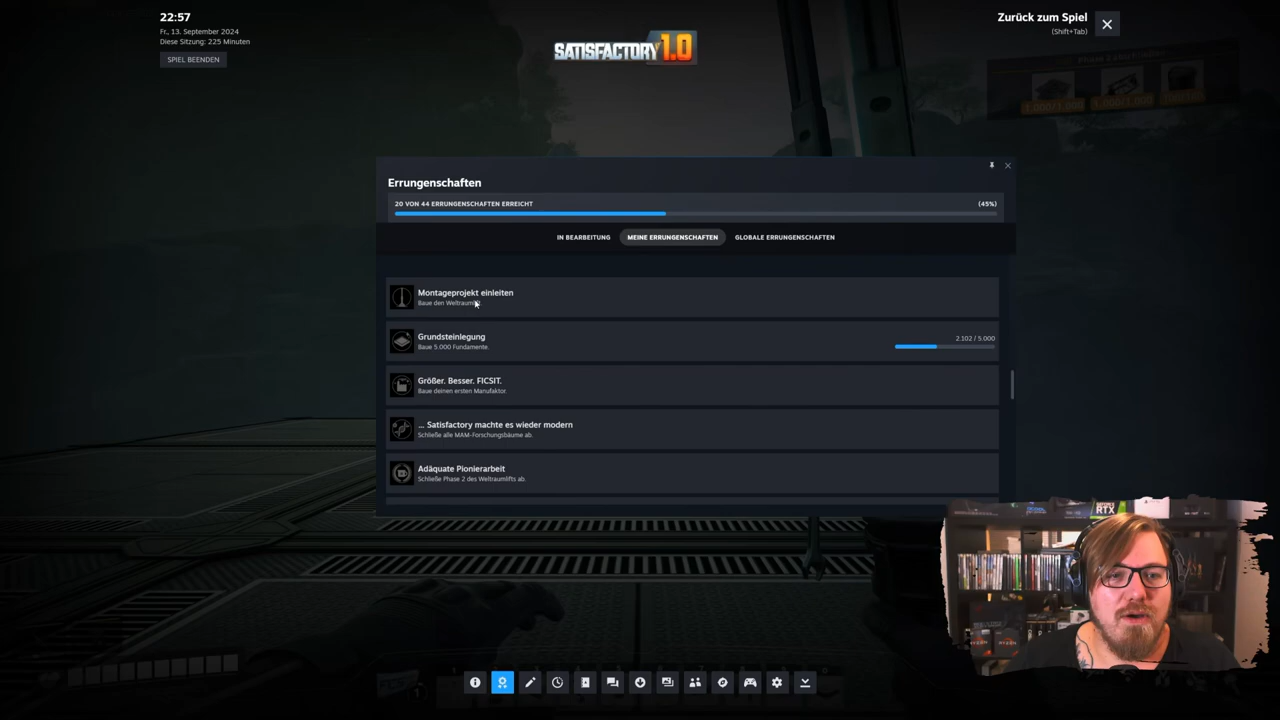 22:57
Fr., 13. September 2024
Diese Sitzung: 225 Minuten
SPIEL BEENDEN
SATISFACTORY 1.0
Zurück zum Spiel
(Shift+Tab)
Errungenschaften
20 VON 44 ERRUNGENSCHAFTEN ERREICHT
(45%)
IN BEARBEITUNG
MEINE ERRUNGENSCHAFTEN
GLOBALE ERRUNGENSCHAFTEN
Montageprojekt einleiten
Baue den
Grundsteinlegung
Baue 5.000 Fundamente.
2.102 / 5.000
Größer. Besser. FICSIT.
Baue deinen ersten Manufaktor.
... Satisfactory machte es wieder modern
Schließe alle MAM-Forschungsbäume ab.
Adäquate Pionierarbeit
Schließe Phase 2 des Weltraumlifts ab.
RTX